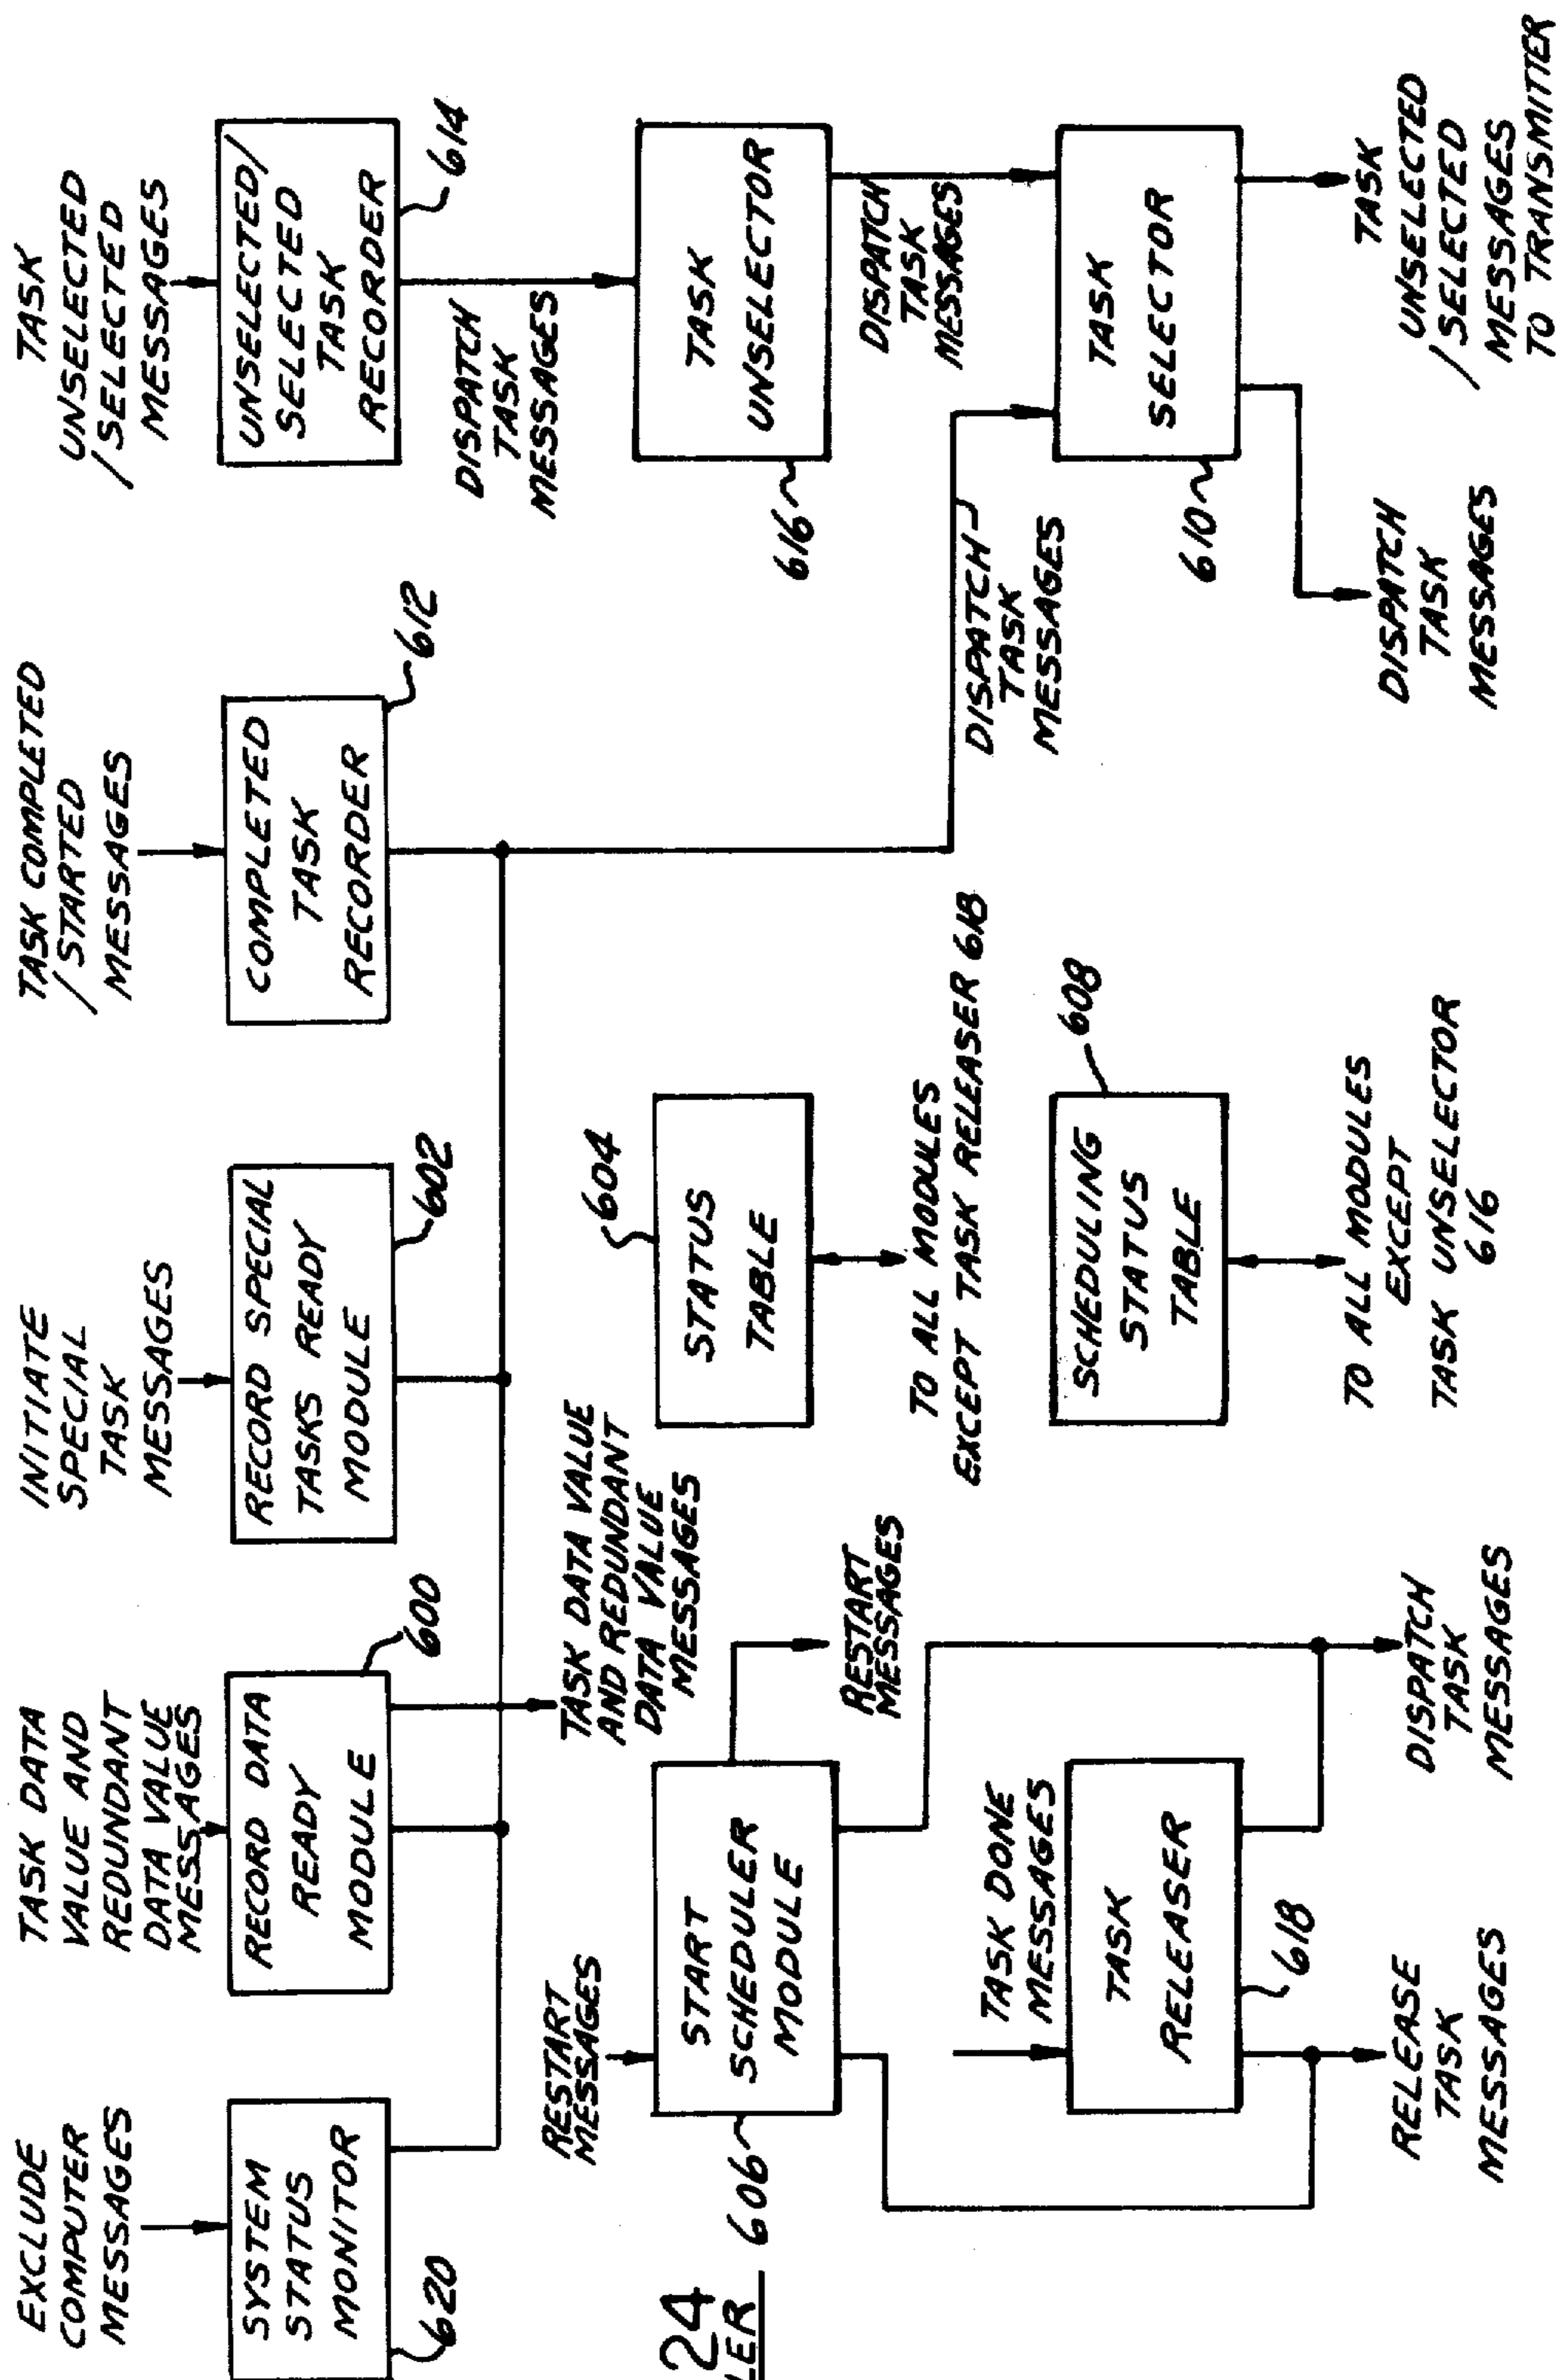 EXCLUDE
COMPUTER
MESSAGES
SYSTEM
STATUS
MONITOR
620
TASK DATA
VALUE AND
REDUNDANT
DATA VALUE
MESSAGES
RECORD DATA
READY
MODULE
600
INITIATE
SPECIAL
TASK
MESSAGES
RECORD SPECIAL
TASKS READY
MODULE
602
TASK COMPLETED
/STARTED
MESSAGES
COMPLETED
TASK
RECORDER
612
TASK
UNSELECTED
/SELECTED
MESSAGES
UNSELECTED/
SELECTED
TASK
RECORDER
614
TASK DATA VALUE
AND REDUNDANT
DATA VALUE
MESSAGES
DISPATCH
TASK
MESSAGES
RESTART
MESSAGES
START
SCHEDULER
MODULE
606
RESTART
MESSAGES
STATUS
TABLE
604
TO ALL MODULES
EXCEPT TASK RELEASER 618
TASK
UNSELECTOR
616
DISPATCH
TASK
MESSAGES
DISPATCH
TASK
MESSAGES
TASK DONE
MESSAGES
TASK
RELEASER
618
SCHEDULING
STATUS
TABLE
608
TO ALL MODULES
EXCEPT
TASK UNSELECTOR
616
TASK
SELECTOR
610
RELEASE
TASK
MESSAGES
DISPATCH
TASK
MESSAGES
DISPATCH
TASK
MESSAGES
TASK
UNSELECTED
/SELECTED
MESSAGES
TO TRANSMITTER
24